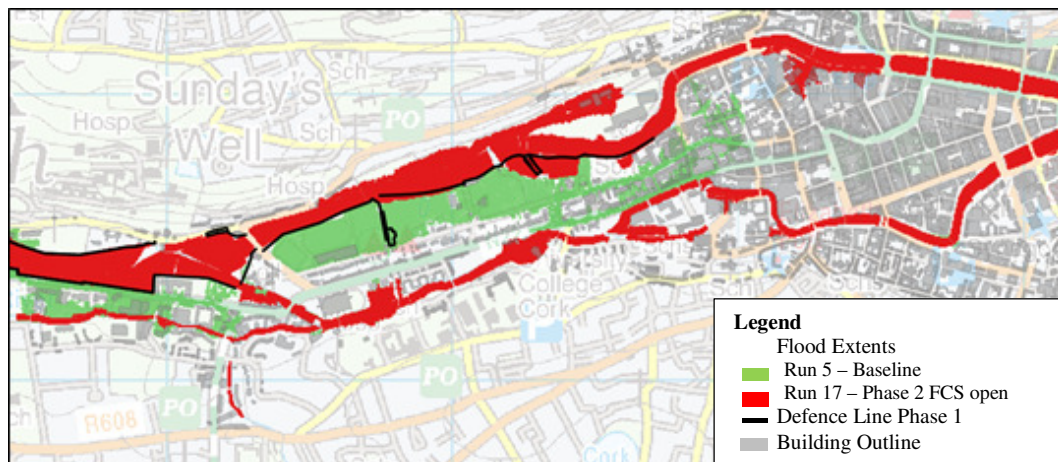 Sch
Sunday's
PO
Hosp
Sch
Well
Sch
Hosp
College
Cork
Sch
Schs
PO
PO
R608
Cork
Legend
Flood Extents
Run 5 – Baseline
Run 17 – Phase 2 FCS open
Defence Line Phase 1
Building Outline